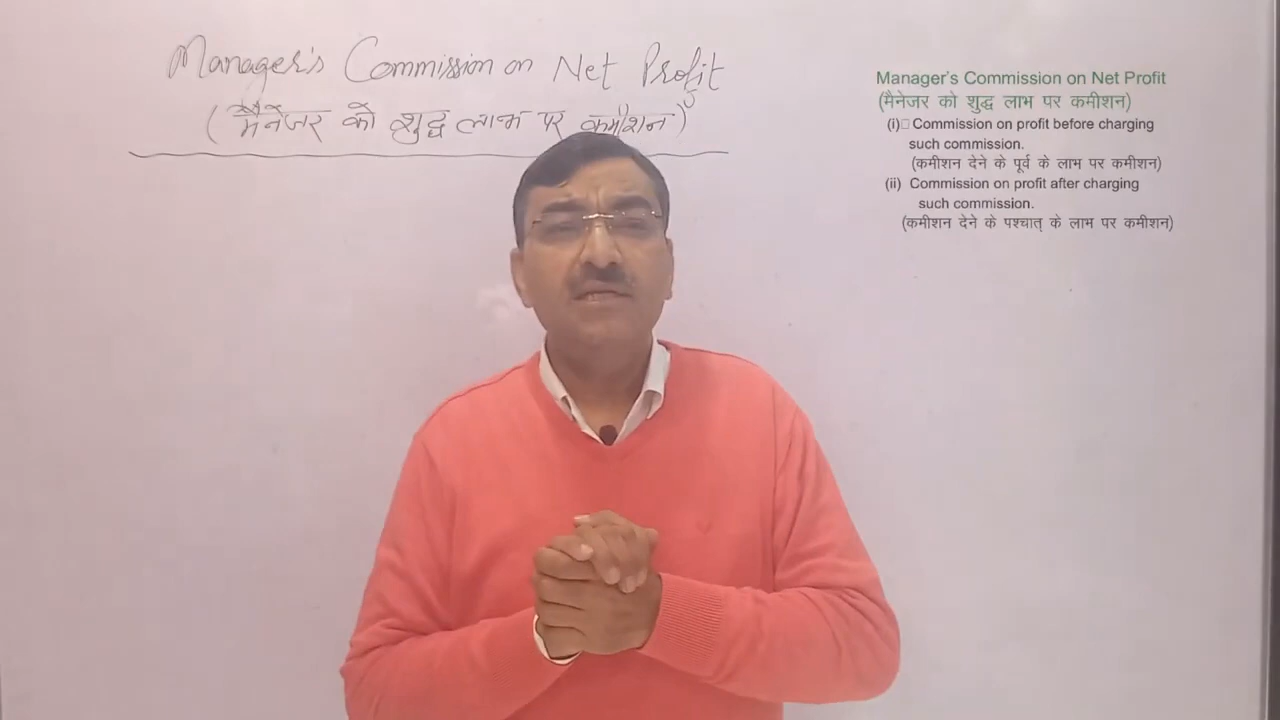 Manager's Commission on Net Profit
(मैनेजर को शुद्ध लाभ पर कमीशन)
Manager's Commission on Net Profit
(मैनेजर को शुद्ध लाभ पर कमीशन)
(i)□ Commission on profit before charging
such commission.
(कमीशन देने के पूर्व के लाभ पर कमीशन)
(ii) Commission on profit after charging
such commission.
(कमीशन देने के पश्चात् के लाभ पर कमीशन)